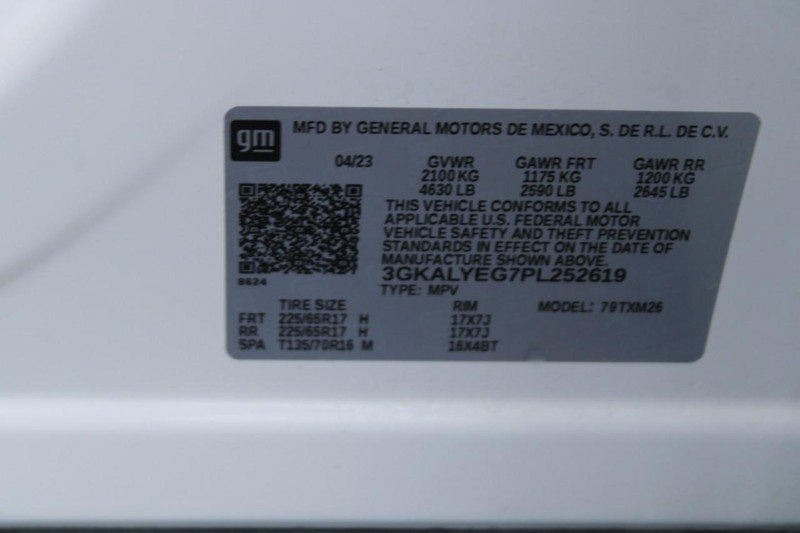 gm MFD BY GENERAL MOTORS DE MEXICO, S. DE R.L. DE C.V.
04/23 GVWR GAWR FRT GAWR RR
2100 KG 1175 KG 1200 KG
4630 LB 2590 LB 2645 LB
THIS VEHICLE CONFORMS TO ALL
APPLICABLE U.S. FEDERAL MOTOR
VEHICLE SAFETY AND THEFT PREVENTION
STANDARDS IN EFFECT ON THE DATE OF
MANUFACTURE SHOWN ABOVE.
3GKALYEG7PL252619
8624
TYPE: MPV
TIRE SIZE RIM MODEL: 79TXM26
FRT 225/65R17 H 17X7J
RR 225/65R17 H 17X7J
SPA T135/70R16 M 16X4BT